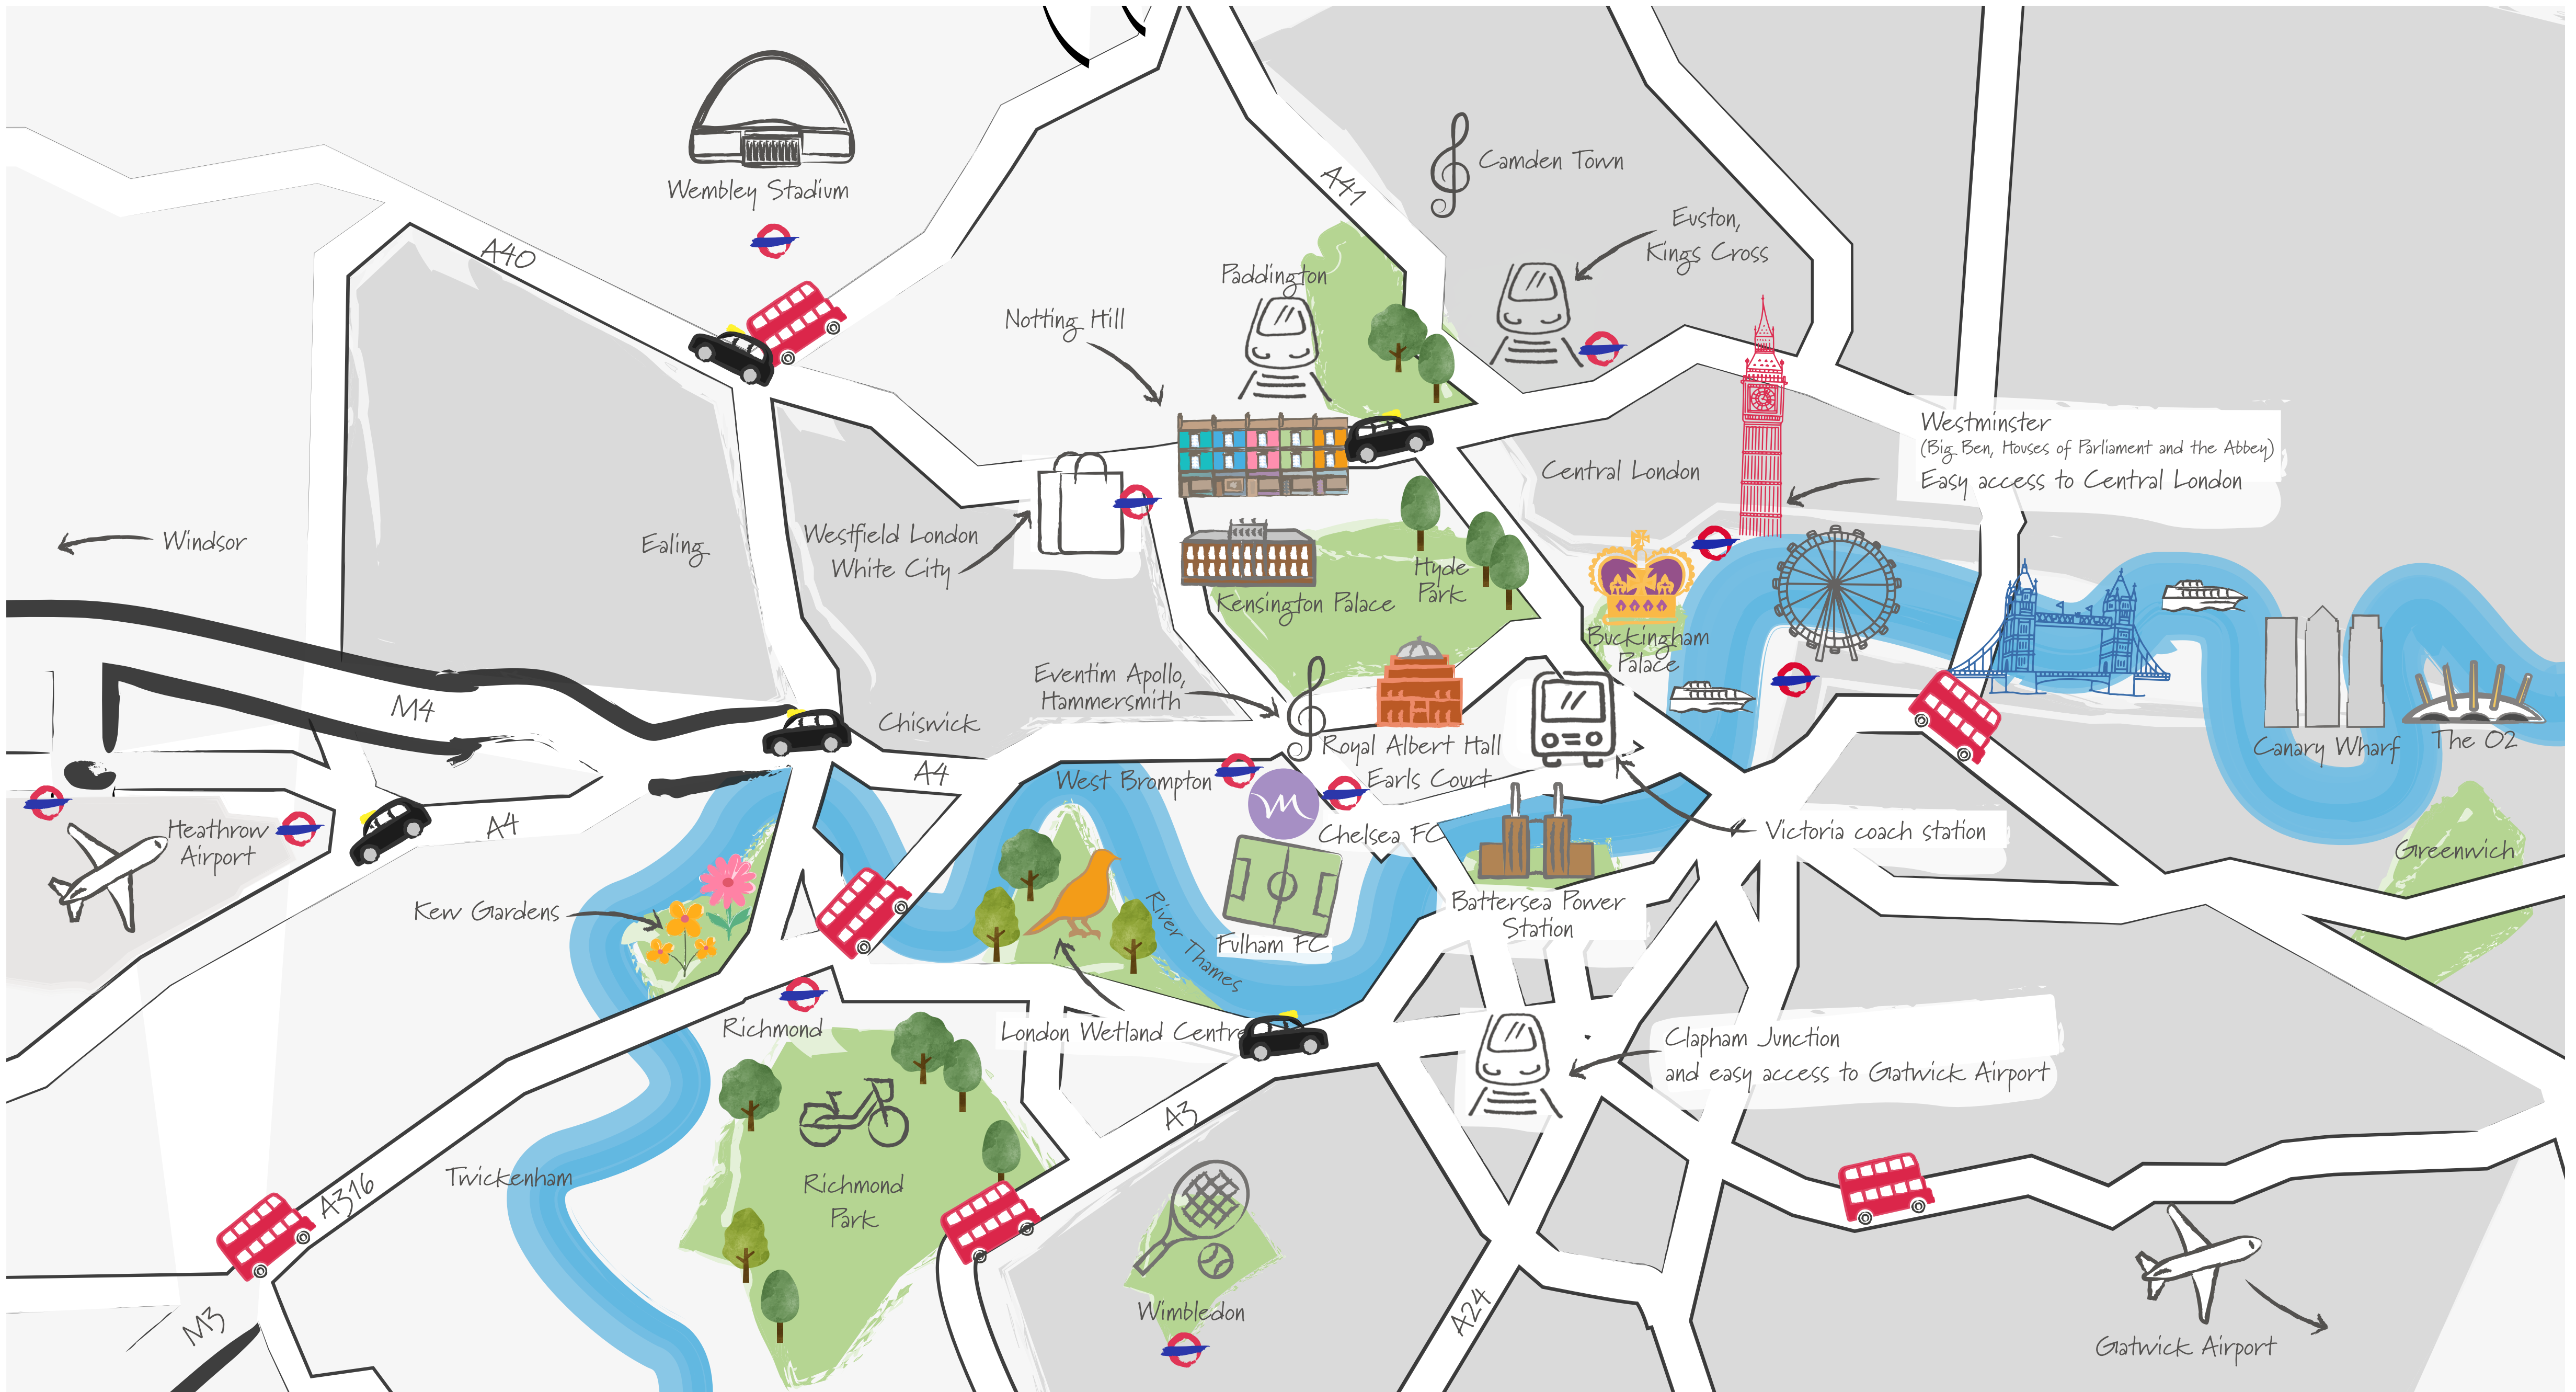 Wembley Stadium
A40
A41
Camden Town
Euston,
Kings Cross
Paddington
Notting Hill
Westminster
(Big Ben, Houses of Parliament and the Abbey)
Easy access to Central London
Central London
Windsor
Ealing
Westfield London
White City
Hyde
Park
Kensington Palace
Buckingham
Palace
Eventim Apollo,
Hammersmith
M4
Chiswick
A4
Royal Albert Hall
West Brompton
Earls Court
m
Canary Wharf
The O2
Heathrow
Airport
A4
Chelsea FC
Victoria coach station
Greenwich
Kew Gardens
River Thames
Fulham FC
Battersea Power
Station
Richmond
London Wetland Centre
Clapham Junction
and easy access to Gatwick Airport
A3
Twickenham
A316
Richmond
Park
Wimbledon
M3
A24
Gatwick Airport